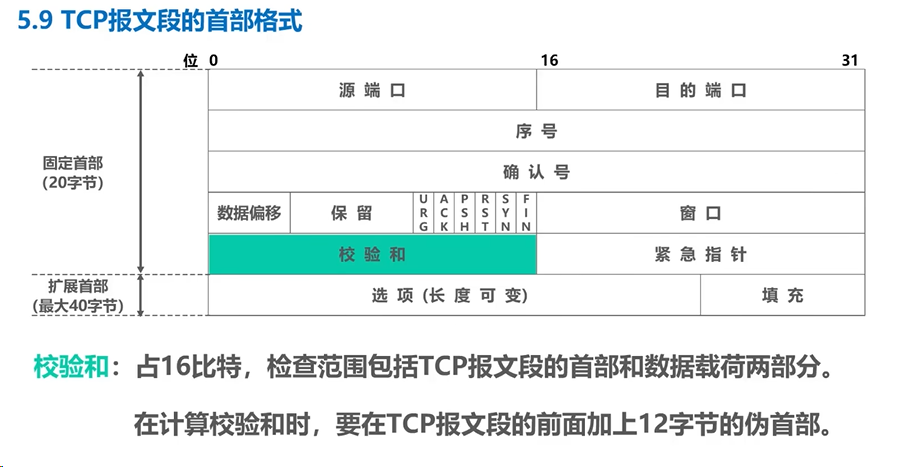 5.9 TCP报文段的首部格式
位 0 16 31
源 端 口 目 的 端 口
序 号
固定首部
(20字节)
确 认 号
数据偏移 保 留 URG ACK PSH RST SYN FIN 窗 口
校 验 和 紧 急 指 针
扩展首部
(最大40字节)
选 项 (长 度 可 变) 填 充
校验和：占16比特，检查范围包括TCP报文段的首部和数据载荷两部分。
在计算校验和时，要在TCP报文段的前面加上12字节的伪首部。